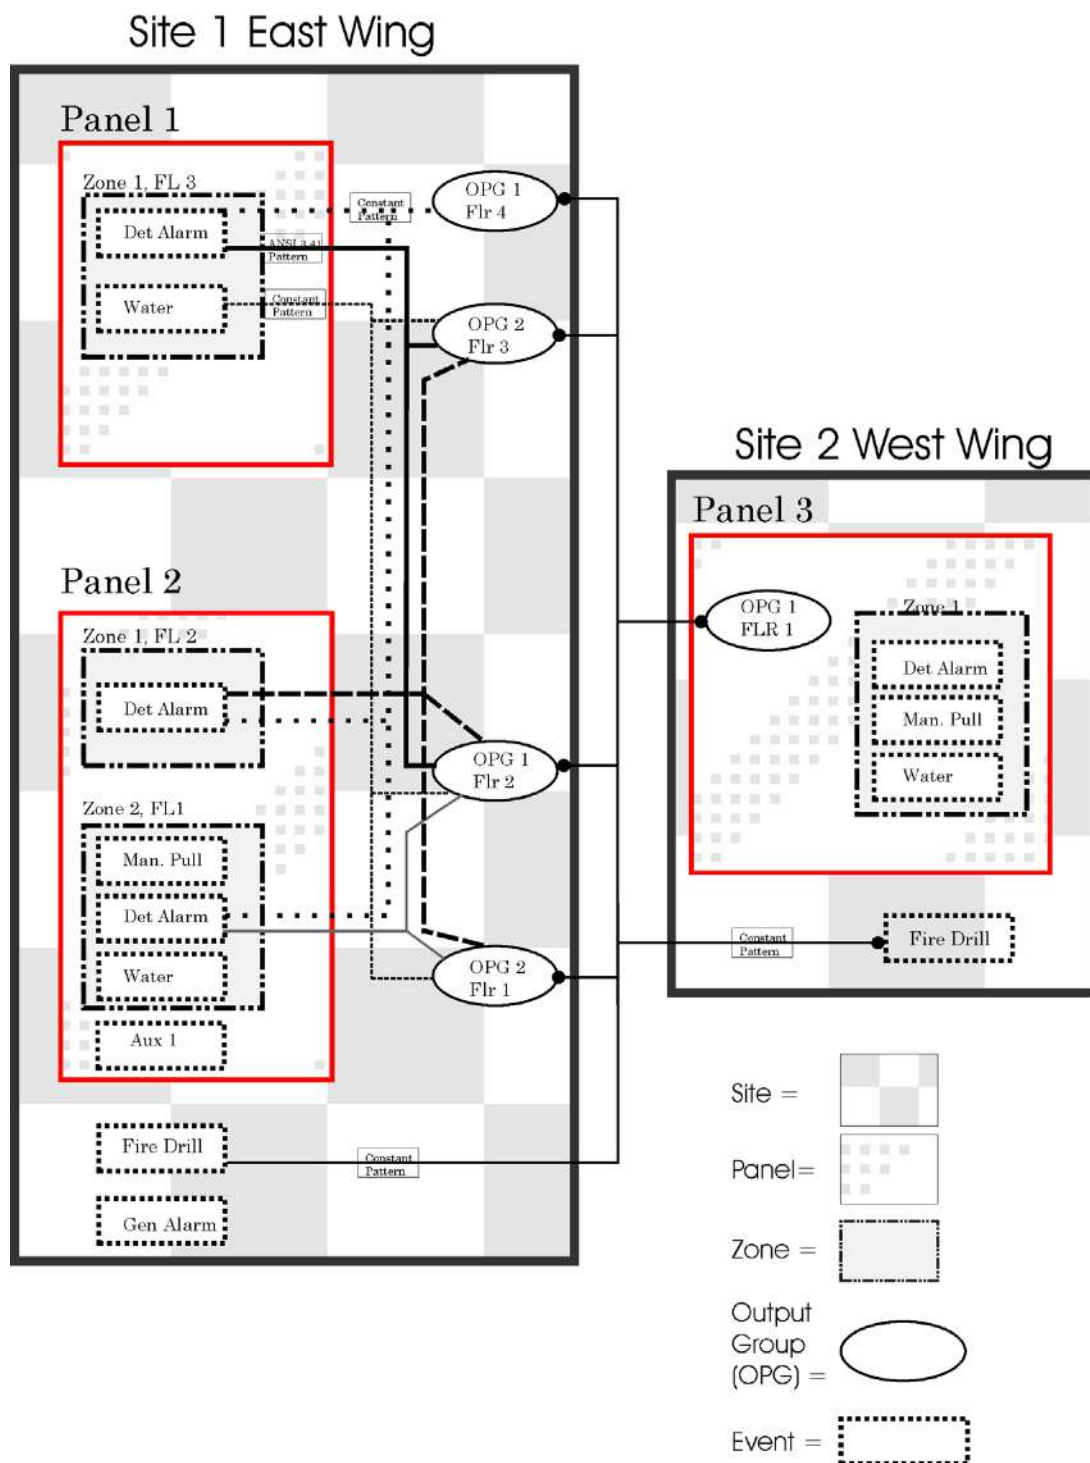 Site 1 East Wing
Panel 1
Zone 1, FL 3
Det Alarm
Water
Constant
Pattern
ANSI 3.41
Pattern
Constant
Pattern
OPG 1
Flr 4
OPG 2
Flr 3
Panel 2
Zone 1, FL 2
Det Alarm
Zone 2, FL1
Man. Pull
Det Alarm
Water
Aux 1
OPG 1
Flr 2
OPG 2
Flr 1
Fire Drill
Constant
Pattern
Gen Alarm
Site 2 West Wing
Panel 3
OPG 1
FLR 1
Zone 1
Det Alarm
Man. Pull
Water
Constant
Pattern
Fire Drill
Site =
Panel=
Zone =
Output
Group
(OPG) =
Event =